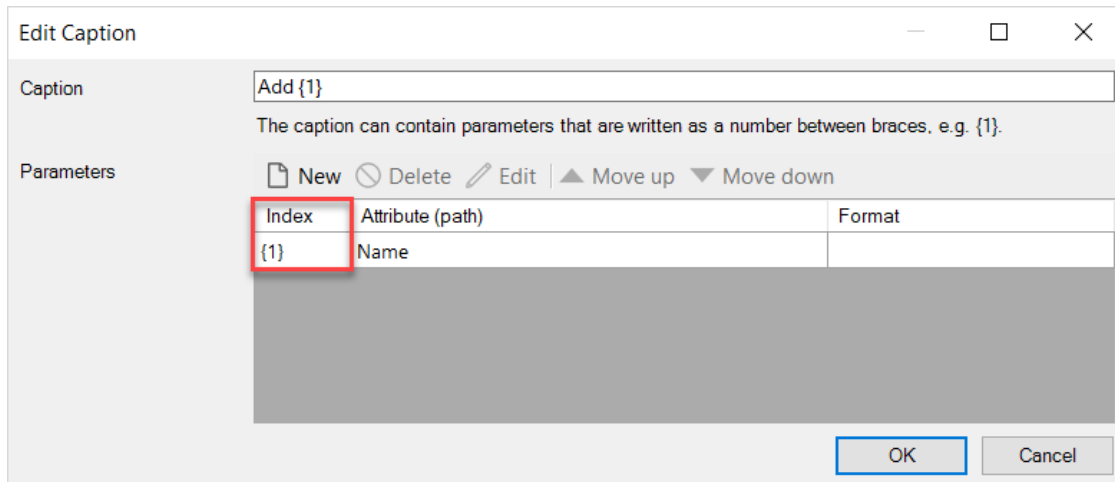 Edit Caption
Caption
Add {1}
The caption can contain parameters that are written as a number between braces, e.g. {1}.
Parameters
New Delete Edit Move up Move down
Index Attribute (path) Format
{1} Name
OK Cancel